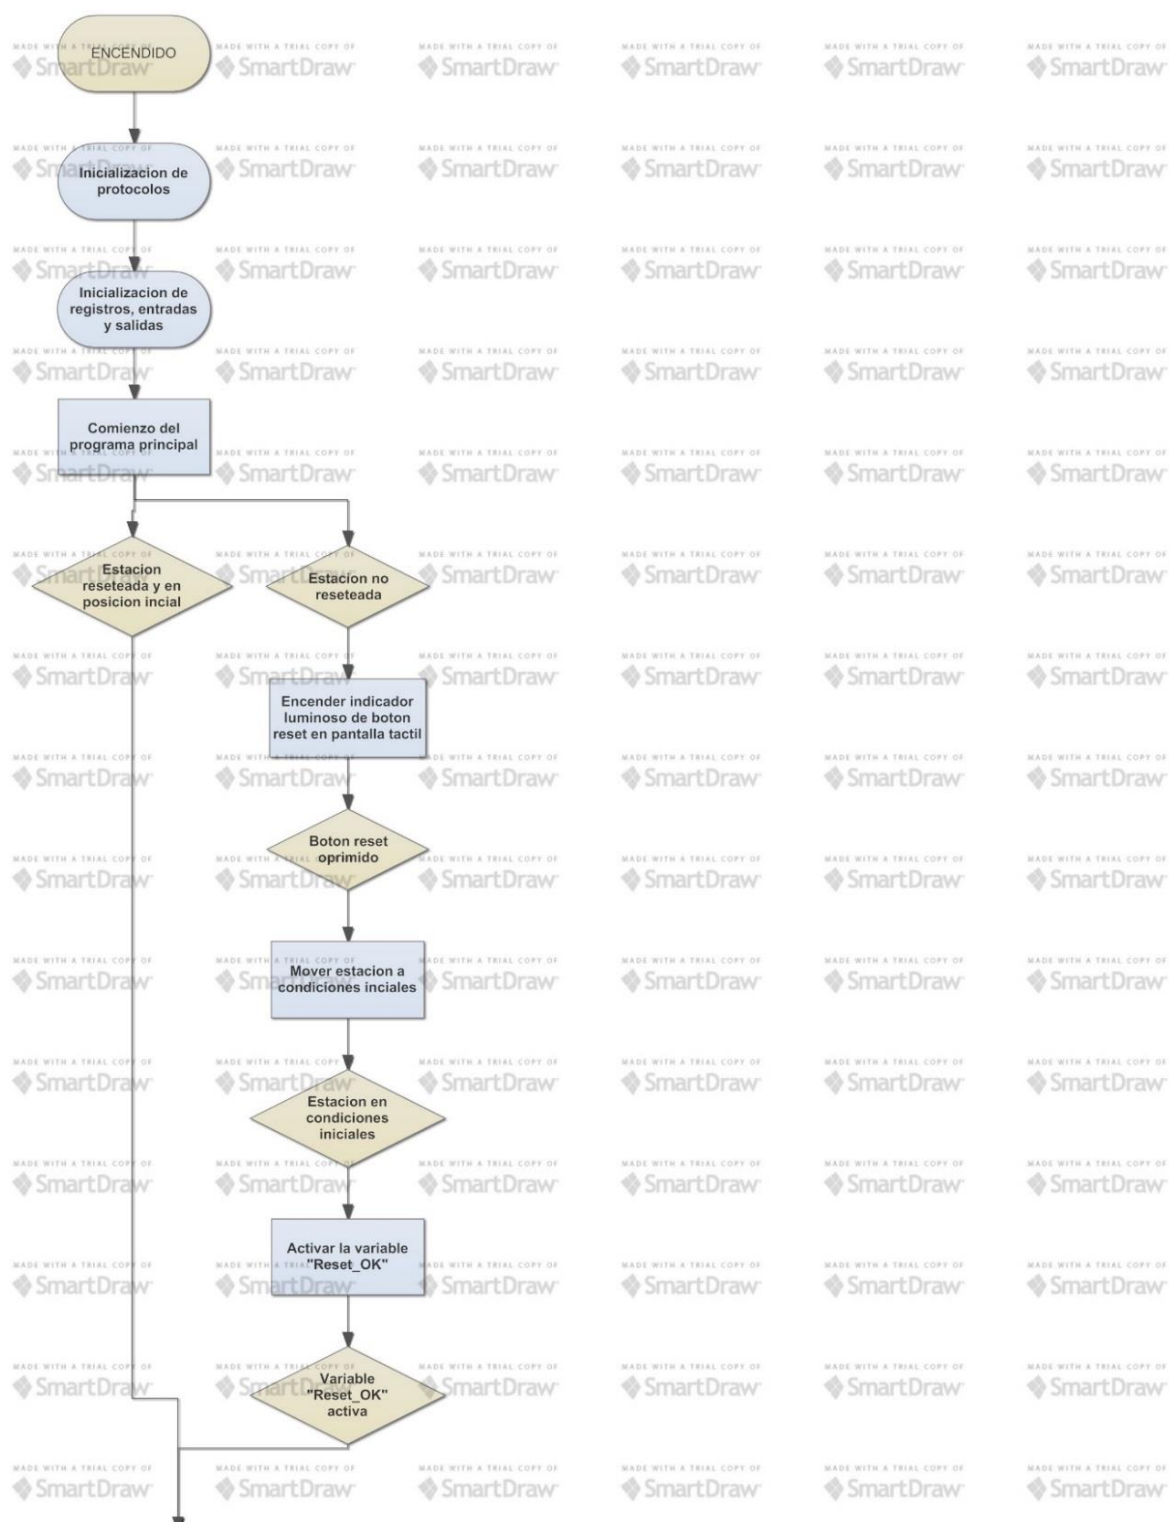 ENCENDIDO
Inicializacion de
protocolos
Inicializacion de
registros, entradas
y salidas
Comienzo del
programa principal
Estacion
reseteada y en
posicion incial
Estacion no
reseteada
Encender indicador
luminoso de boton
reset en pantalla tactil
Boton reset
oprimido
Mover estacion a
condiciones inciales
Estacion en
condiciones
iniciales
Activar la variable
"Reset_OK"
Variable
"Reset_OK"
activa
MADE WITH A TRIAL COPY OF
SmartDraw